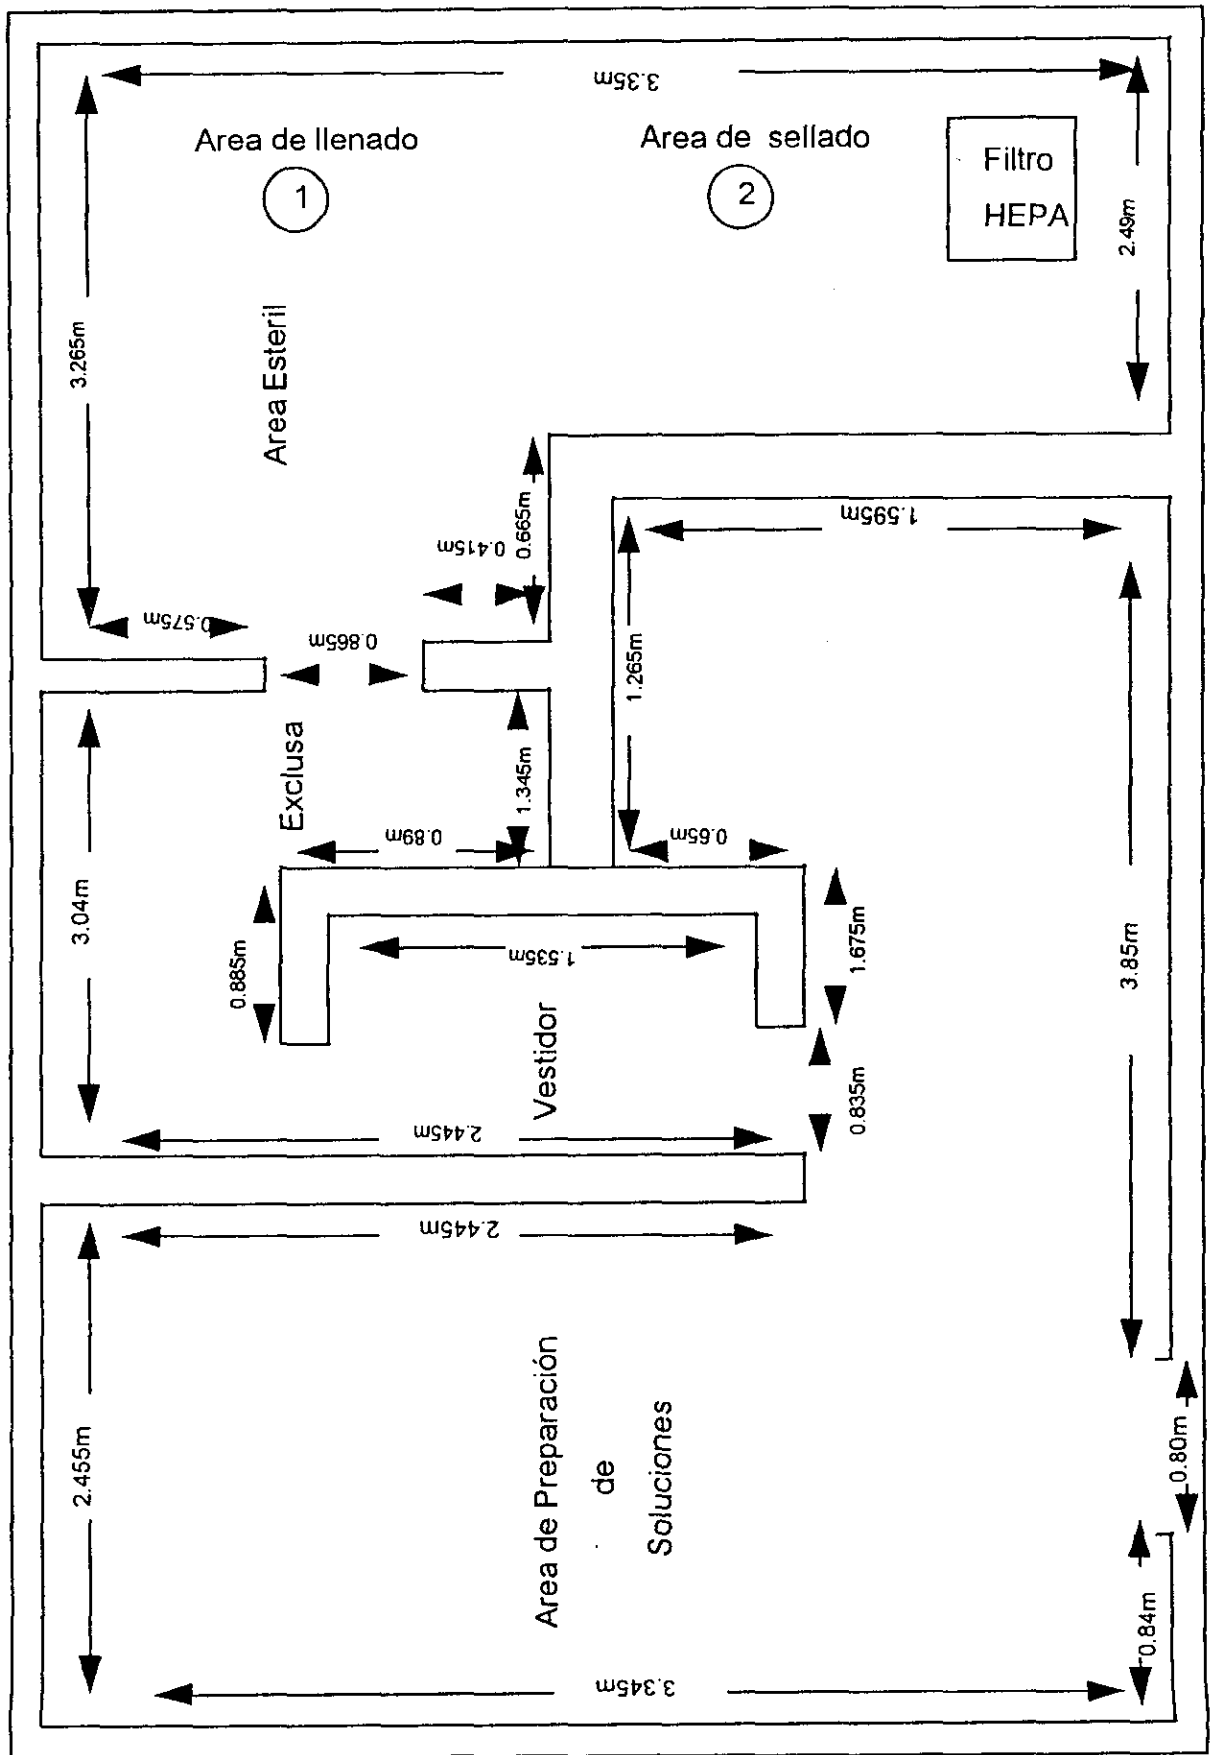 3.35m
Area de llenado
1
Area de sellado
2
Filtro
HEPA
3.265m
2.49m
Area Esteril
0.665m
0.415m
0.575m
0.865m
1.595m
1.265m
Exclusa
1.345m
0.89m
0.65m
3.04m
0.885m
1.535m
1.675m
3.85m
Vestidor
0.835m
2.445m
2.445m
2.455m
Area de Preparación
de
Soluciones
0.80m
0.84m
3.345m